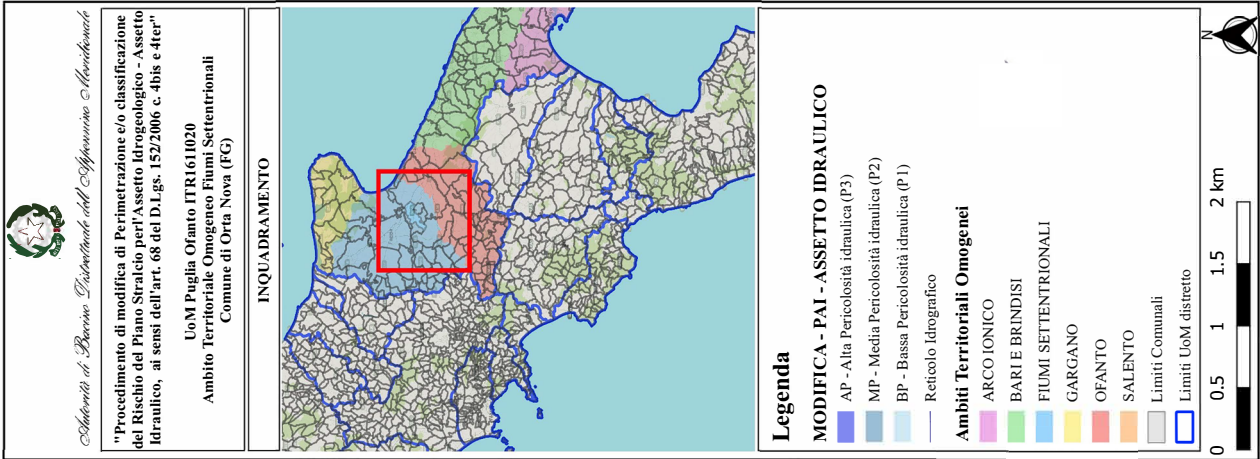 Autorità di Bacino Distrettuale dell'Appennino Meridionale
"Procedimento di modifica di Perimetrazione e/o classificazione
del Rischio del Piano Stralcio per l'Assetto Idrogeologico - Assetto
Idraulico, ai sensi dell'art. 68 del D.Lgs. 152/2006 c. 4bis e 4ter"
UoM Puglia Ofanto ITR161I020
Ambito Territoriale Omogeneo Fiumi Settentrionali
Comune di Orta Nova (FG)
INQUADRAMENTO
Legenda
MODIFICA - PAI - ASSETTO IDRAULICO
AP - Alta Pericolosità idraulica (P3)
MP - Media Pericolosità idraulica (P2)
BP - Bassa Pericolosità idraulica (P1)
Reticolo Idrografico
Ambiti Territoriali Omogenei
ARCO IONICO
BARI E BRINDISI
FIUMI SETTENTRIONALI
GARGANO
OFANTO
SALENTO
Limiti Comunali
Limiti UoM distretto
0 0.5 1 1.5 2 km
N